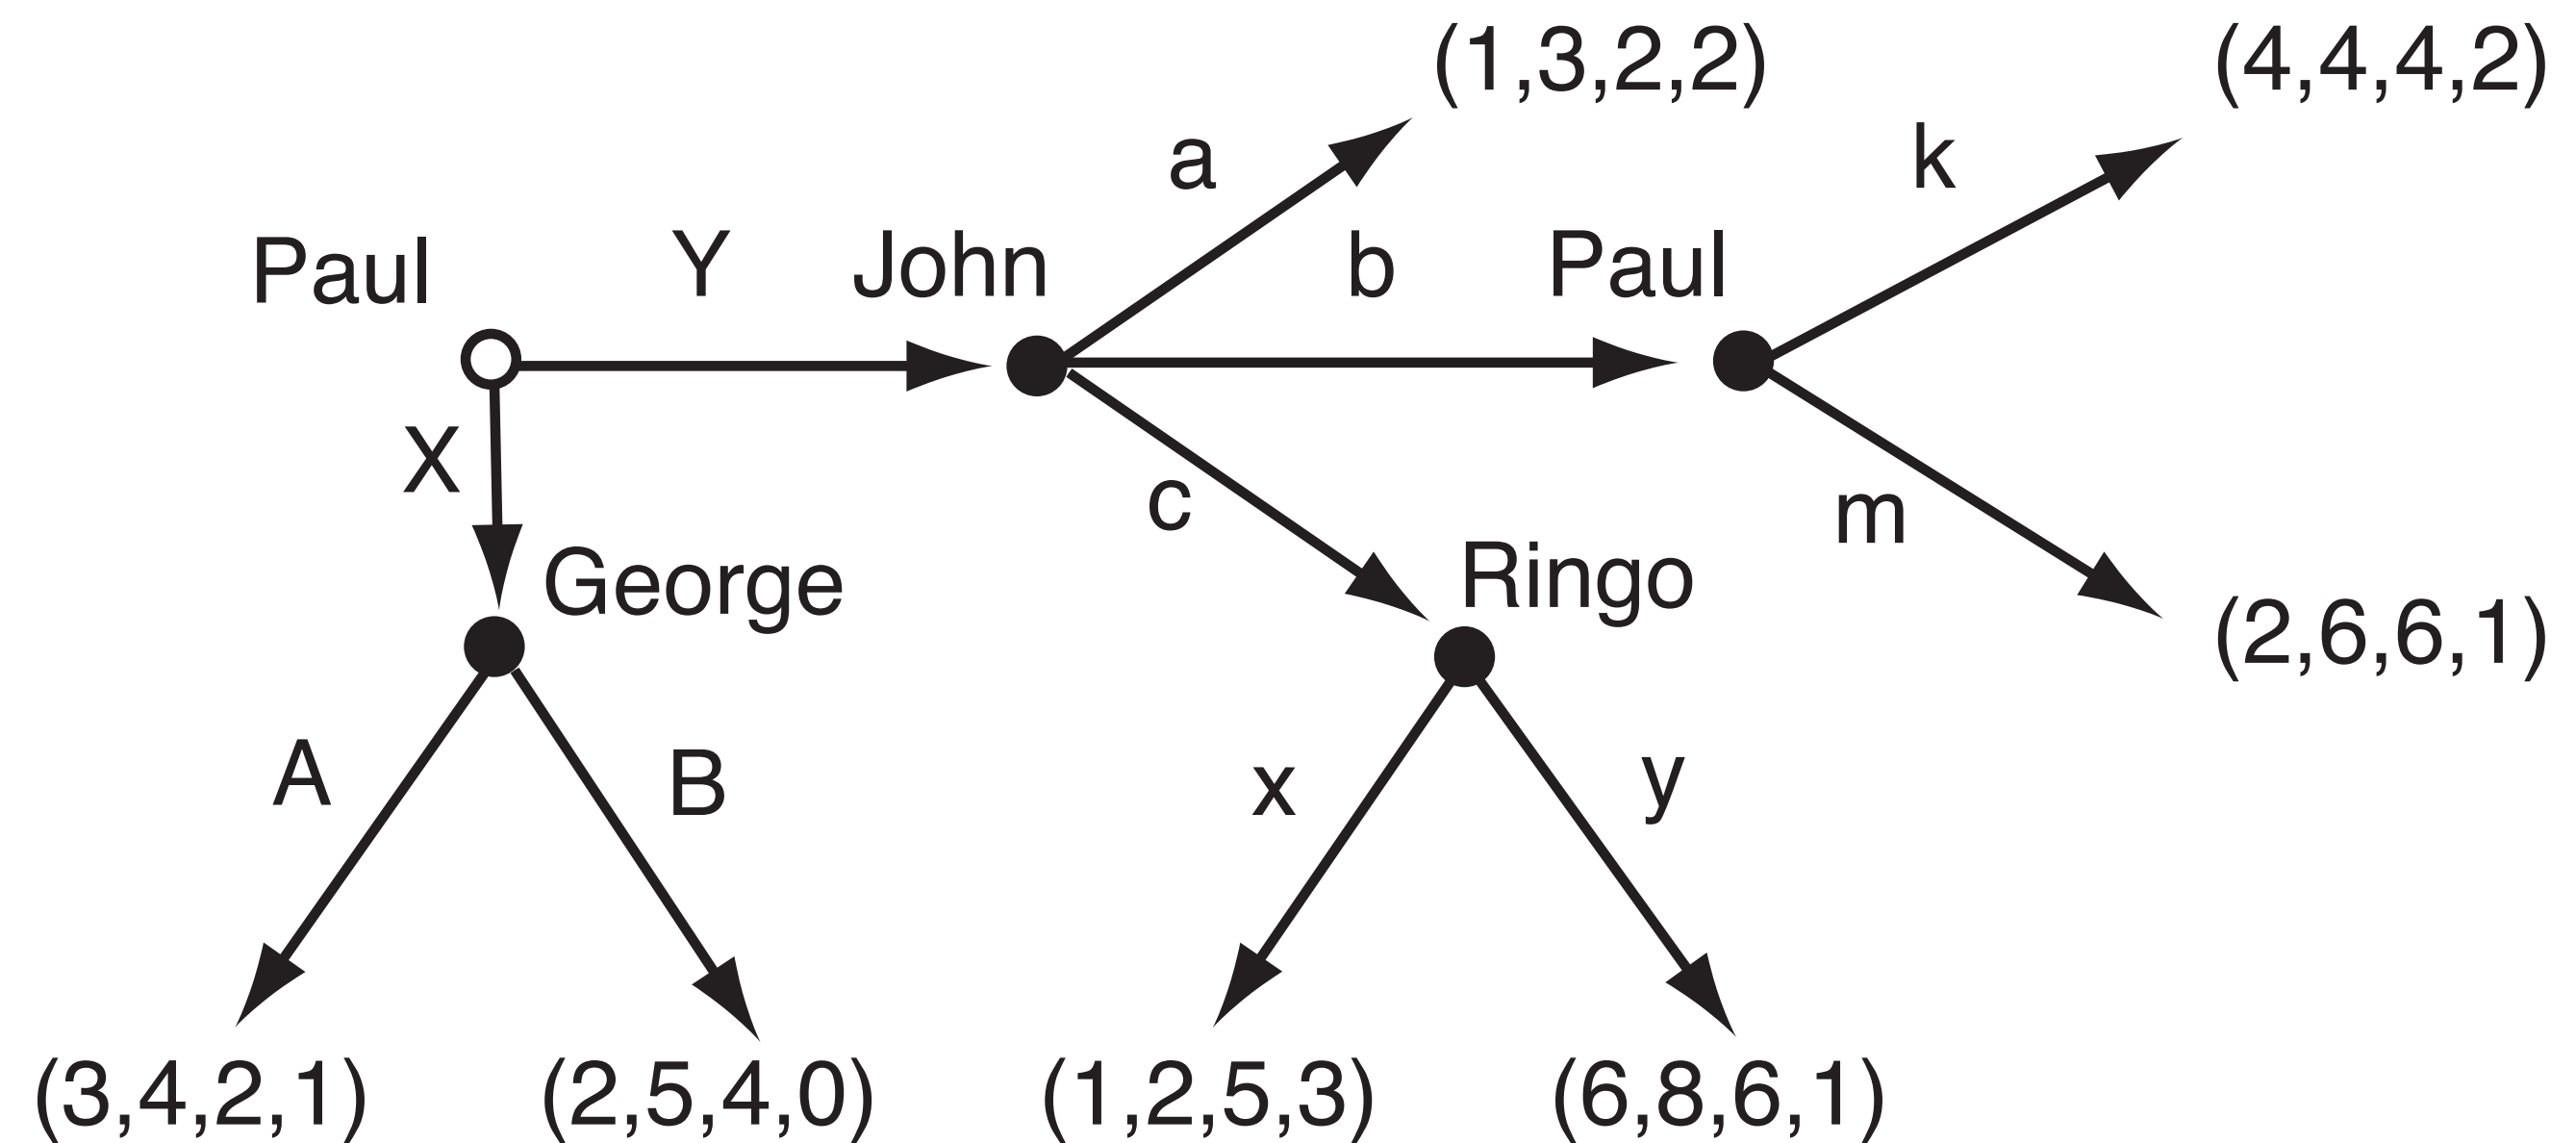 (1,3,2,2)
(4,4,4,2)
a
k
Paul
Y
John
b
Paul
X
c
m
George
Ringo
(2,6,6,1)
A
B
x
y
(3,4,2,1)
(2,5,4,0)
(1,2,5,3)
(6,8,6,1)